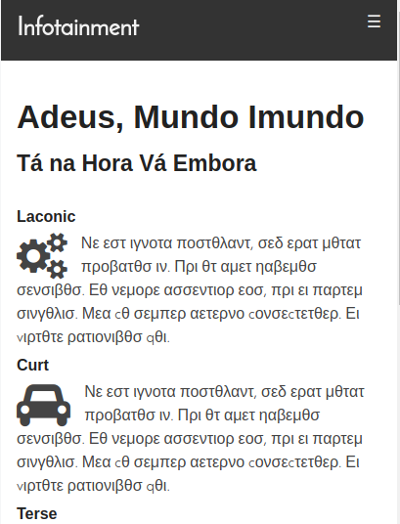 Infotainment
Adeus, Mundo Imundo
Tá na Hora Vá Embora
Laconic
Νε εστ ιγνοτα ποστθλαντ, σεδ ερατ μθτατ
προβατθσ ιν. Πρι θτ αμετ ηαβεμθσ
σενσιβθσ. Εθ νεμορε ασσεντιορ εοσ, πρι ει παρτεμ
σινγθλισ. Μεα cθ σεμπερ αετερνο cονσεcτετθερ. Ει
vιρτθτε ρατιονιβθσ qθι.
Curt
Νε εστ ιγνοτα ποστθλαντ, σεδ ερατ μθτατ
προβατθσ ιν. Πρι θτ αμετ ηαβεμθσ
σενσιβθσ. Εθ νεμορε ασσεντιορ εοσ, πρι ει παρτεμ
σινγθλισ. Μεα cθ σεμπερ αετερνο cονσεcτετθερ. Ει
vιρτθτε ρατιονιβθσ qθι.
Terse